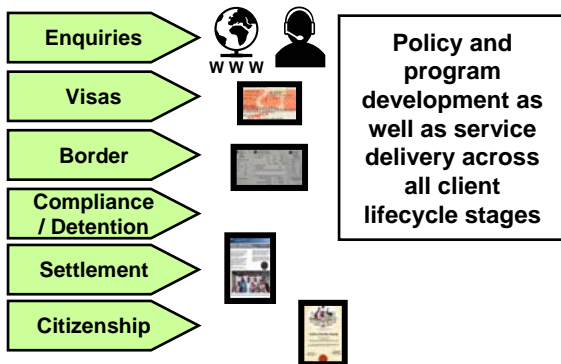 Enquiries
W W W
Visas
Border
Compliance
/ Detention
Settlement
Citizenship
Policy and
program
development as
well as service
delivery across
all client
lifecycle stages